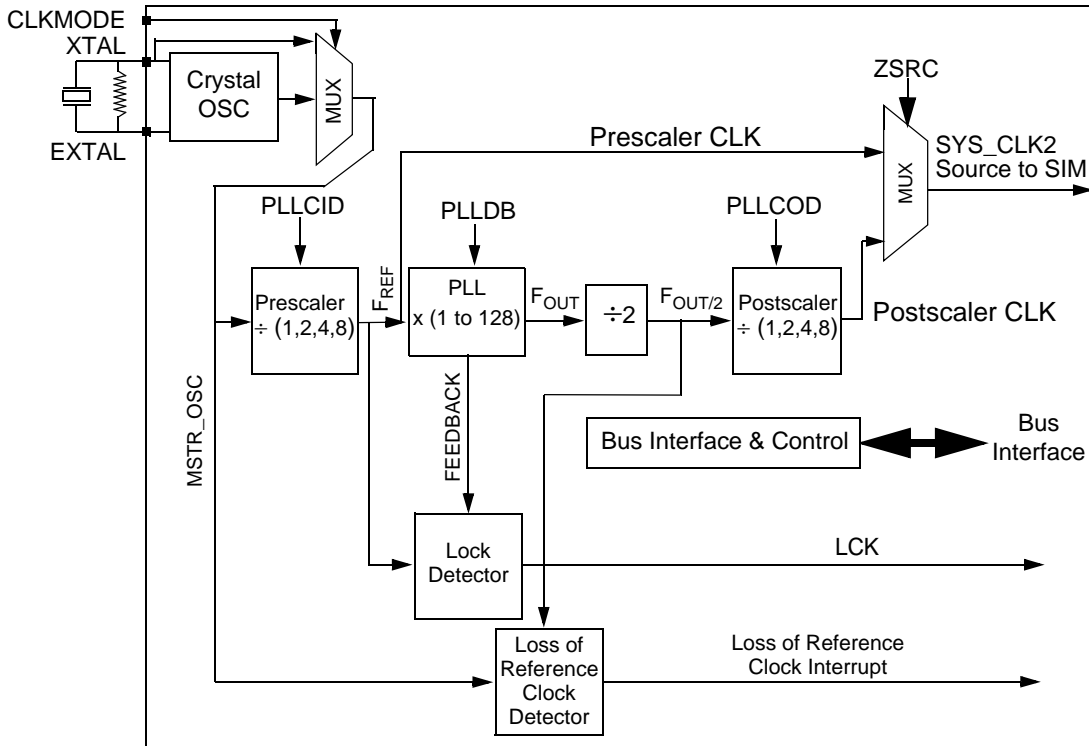 CLKMODE
XTAL
EXTAL
Crystal
OSC
MUX
ZSRC
Prescaler CLK
MUX
SYS_CLK2
Source to SIM
PLLCID
PLLDB
PLLCOD
Prescaler
÷ (1,2,4,8)
FREF
PLL
x (1 to 128)
FOUT
÷2
FOUT/2
Postscaler
÷ (1,2,4,8)
Postscaler CLK
MSTR_OSC
FEEDBACK
Bus Interface & Control
Bus
Interface
Lock
Detector
LCK
Loss of
Reference
Clock
Detector
Loss of Reference
Clock Interrupt